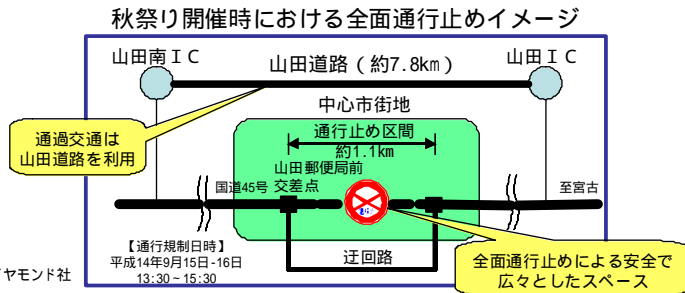 秋祭り開催時における全面通行止めイメージ
山田南IC
山田IC
山田道路(約7.8km)
中心市街地
通過交通は
山田道路を利用
通行止め区間
約1.1km
山田郵便局前
交差点
国道45号
至宮古
【通行規制日時】
平成14年9月15日-16日
13:30~15:30
迂回路
全面通行止めによる安全で
広々としたスペース
ヤモンド社